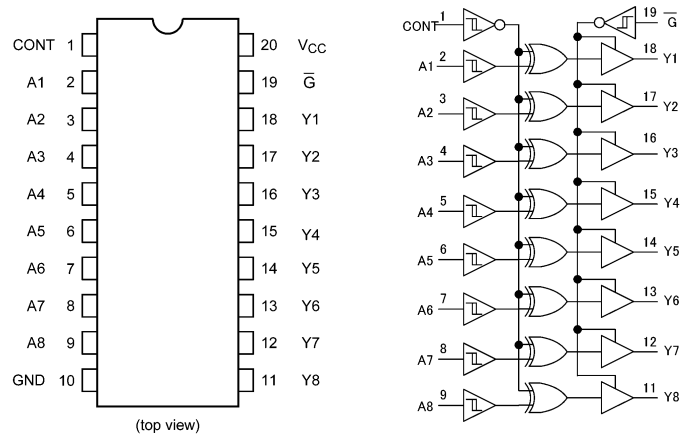 CONT 1 20 VCC
A1 2 19 G̅
A2 3 18 Y1
A3 4 17 Y2
A4 5 16 Y3
A5 6 15 Y4
A6 7 14 Y5
A7 8 13 Y6
A8 9 12 Y7
GND 10 11 Y8
(top view)
CONT 1 19 G̅
A1 2 18 Y1
A2 3 17 Y2
A3 4 16 Y3
A4 5 15 Y4
A5 6 14 Y5
A6 7 13 Y6
A7 8 12 Y7
A8 9 11 Y8